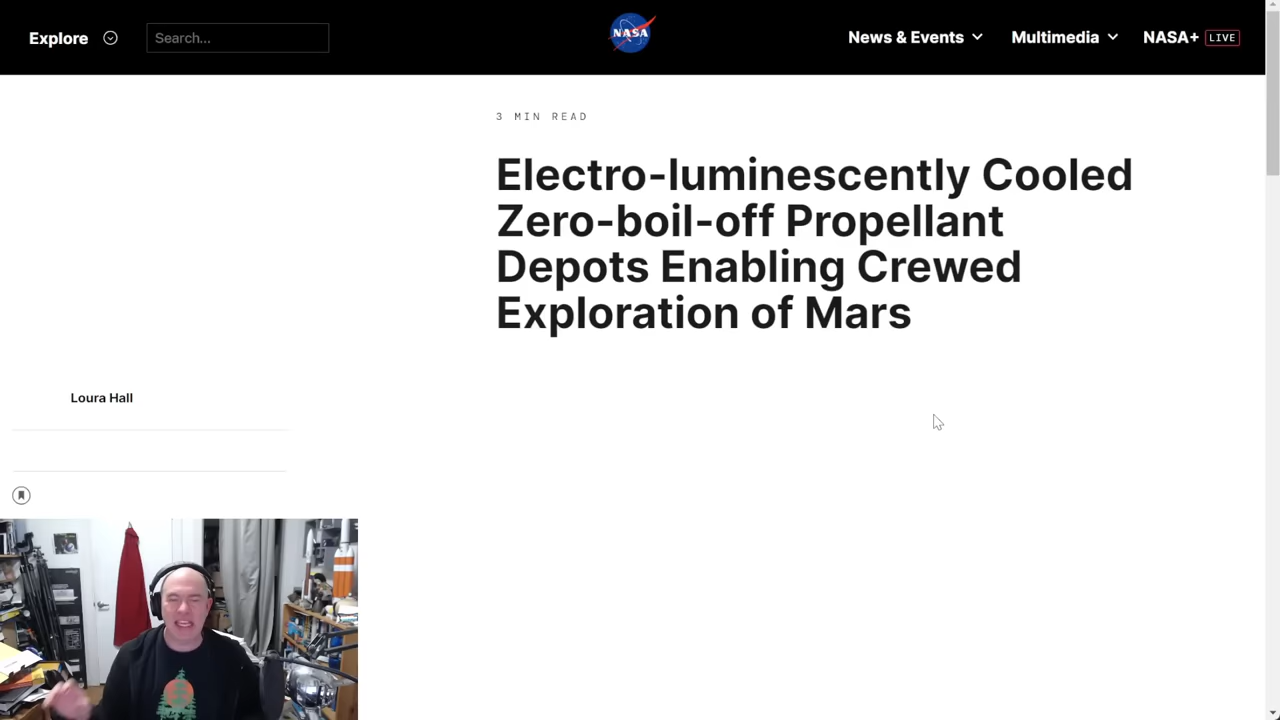 Explore
Search...
NASA
News & Events
Multimedia
NASA+ LIVE
3 MIN READ
Electro-luminescently Cooled
Zero-boil-off Propellant
Depots Enabling Crewed
Exploration of Mars
Loura Hall